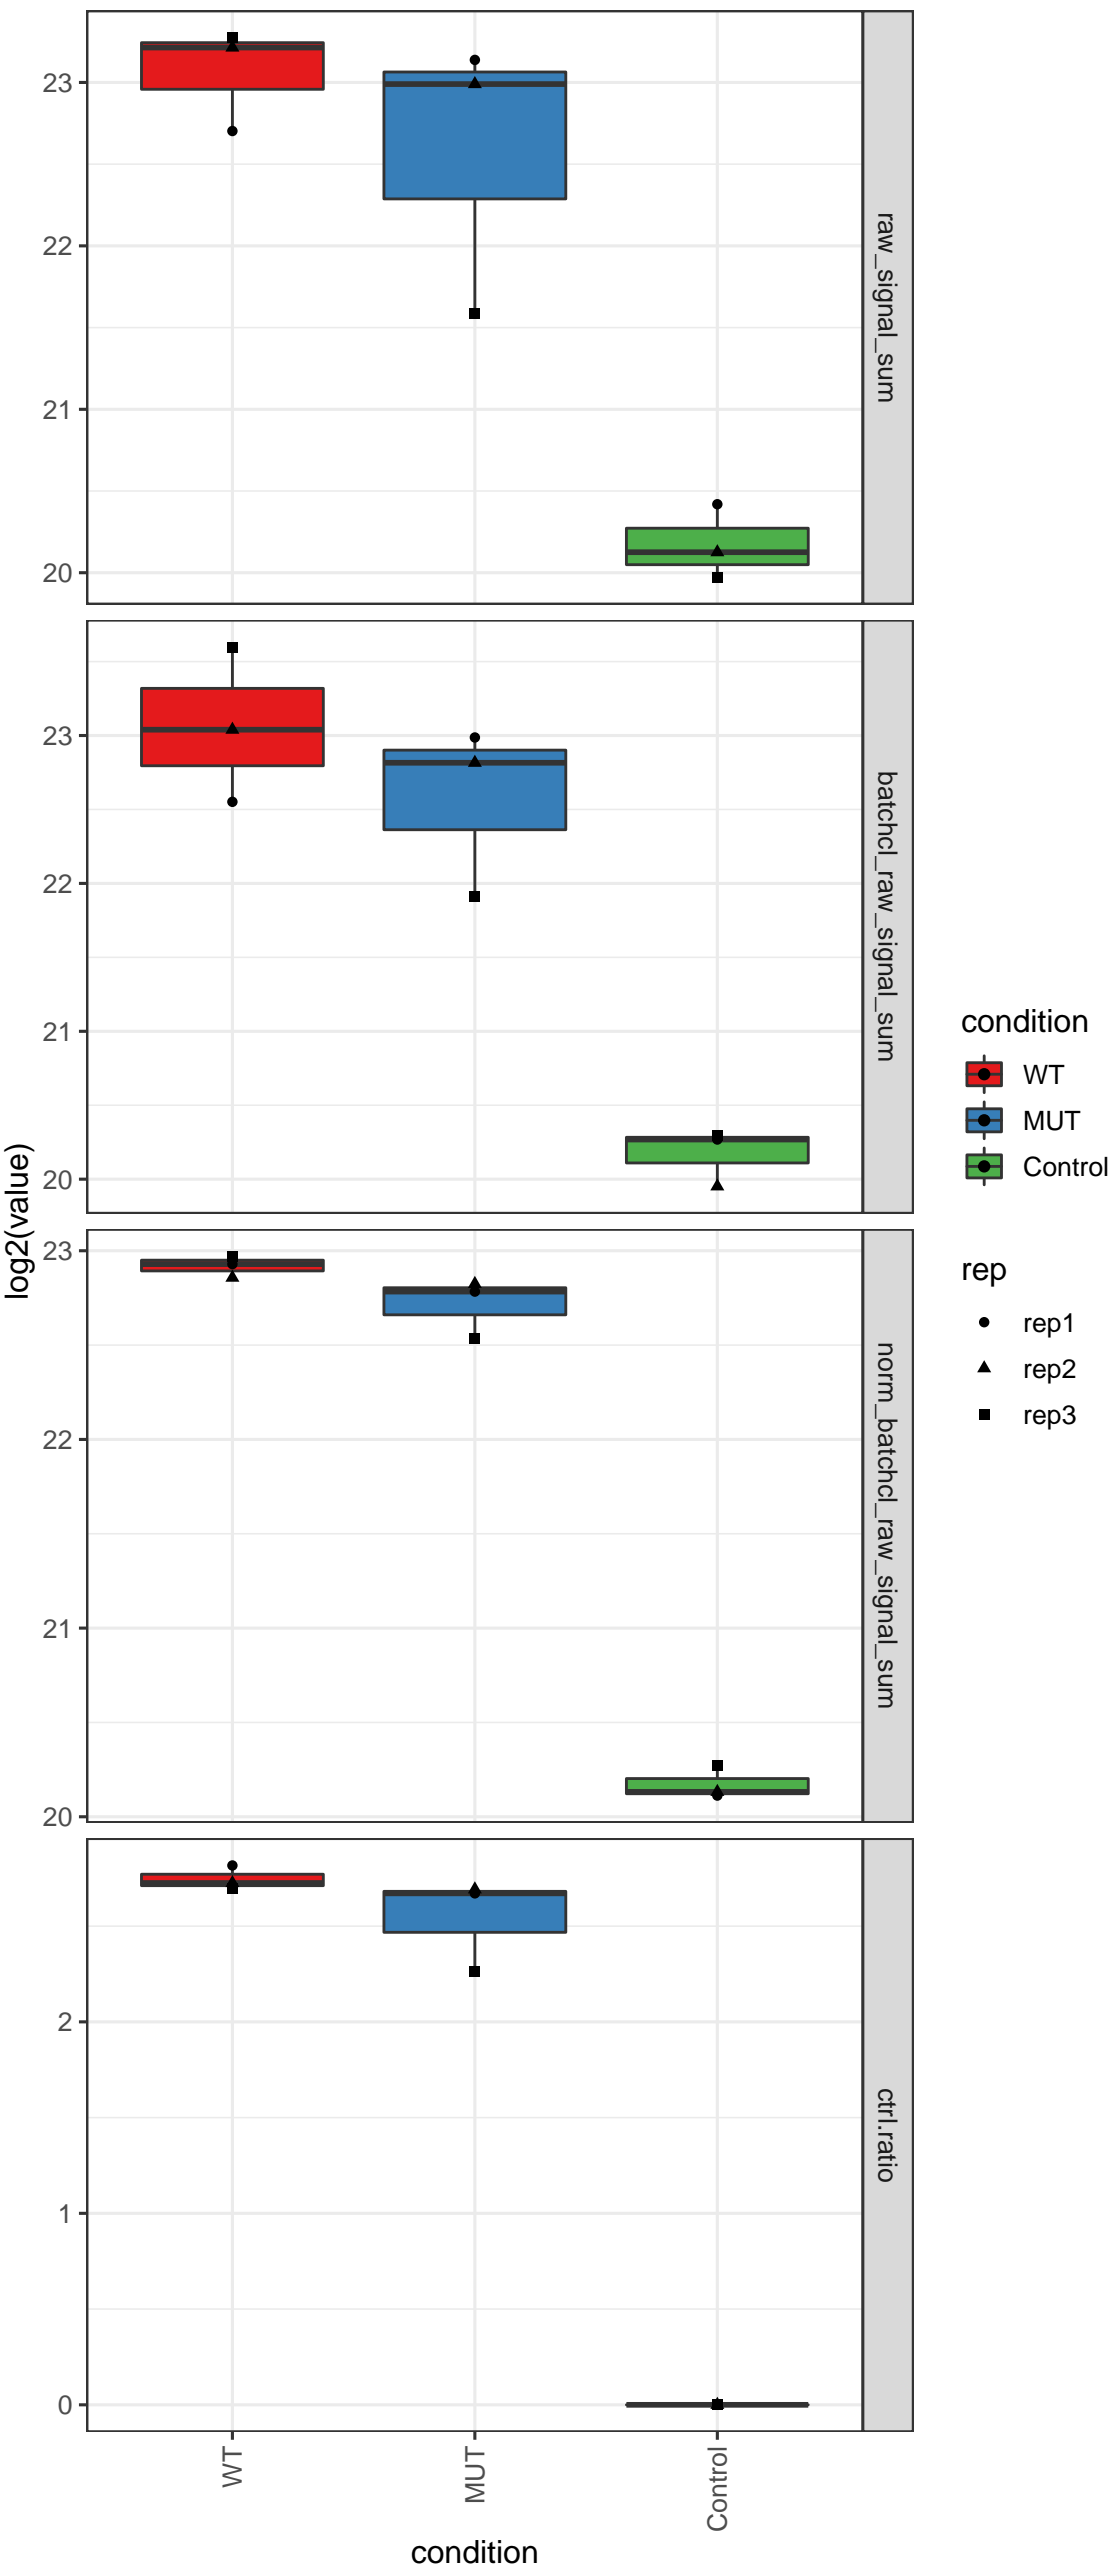 23
22
21
20
raw_signal_sum
23
22
21
20
batchcl_raw_signal_sum
23
22
21
20
norm_batchcl_raw_signal_sum
2
1
0
ctrl.ratio
log2(value)
WT
MUT
Control
condition
condition
WT
MUT
Control
rep
rep1
rep2
rep3